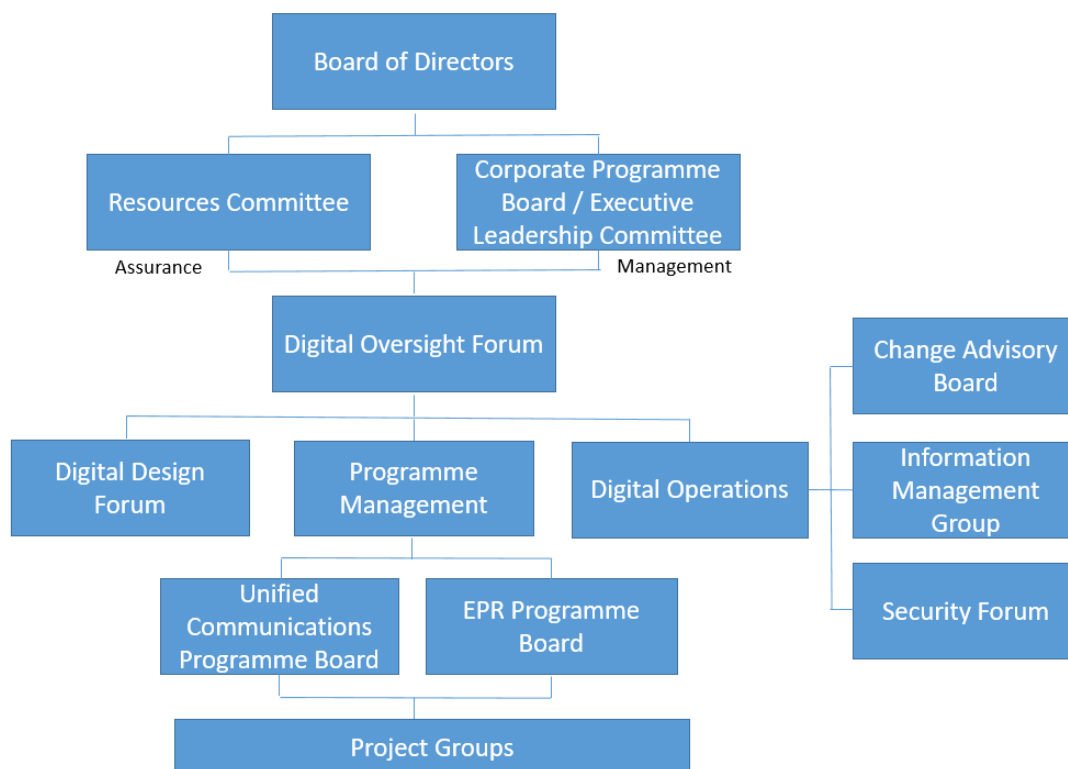 Board of Directors
Resources Committee
Corporate Programme
Board / Executive
Leadership Committee
Assurance
Management
Digital Oversight Forum
Change Advisory
Board
Digital Design
Forum
Programme
Management
Digital Operations
Information
Management
Group
Unified
Communications
Programme Board
EPR Programme
Board
Security Forum
Project Groups